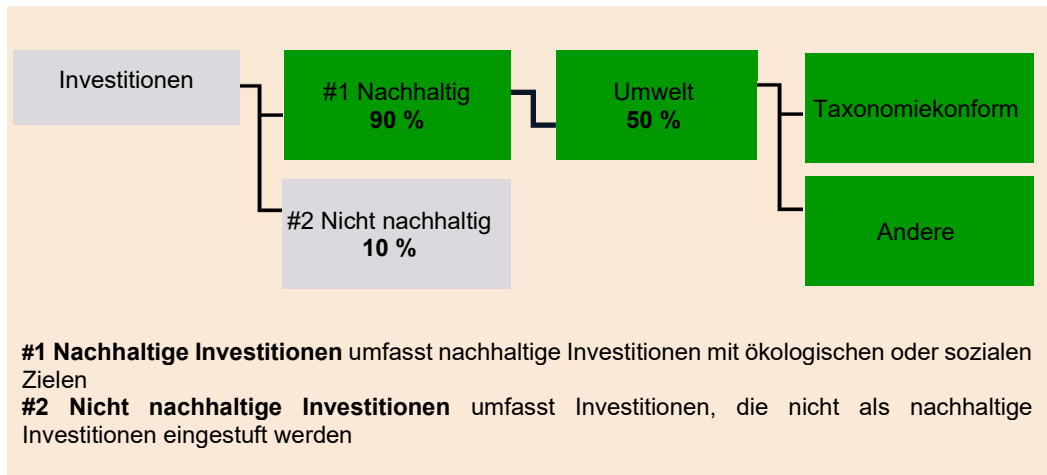 Investitionen
#1 Nachhaltig
90 %
Umwelt
50 %
Taxonomiekonform
#2 Nicht nachhaltig
10 %
Andere
#1 Nachhaltige Investitionen umfasst nachhaltige Investitionen mit ökologischen oder sozialen
Zielen
#2 Nicht nachhaltige Investitionen umfasst Investitionen, die nicht als nachhaltige
Investitionen eingestuft werden